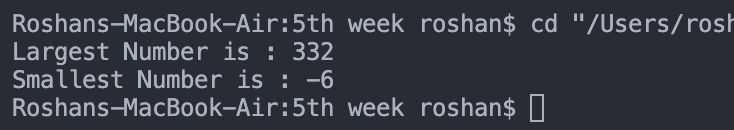 Roshans-MacBook-Air:5th week roshan$ cd "/Users/rosh
Largest Number is : 332
Smallest Number is : -6
Roshans-MacBook-Air:5th week roshan$